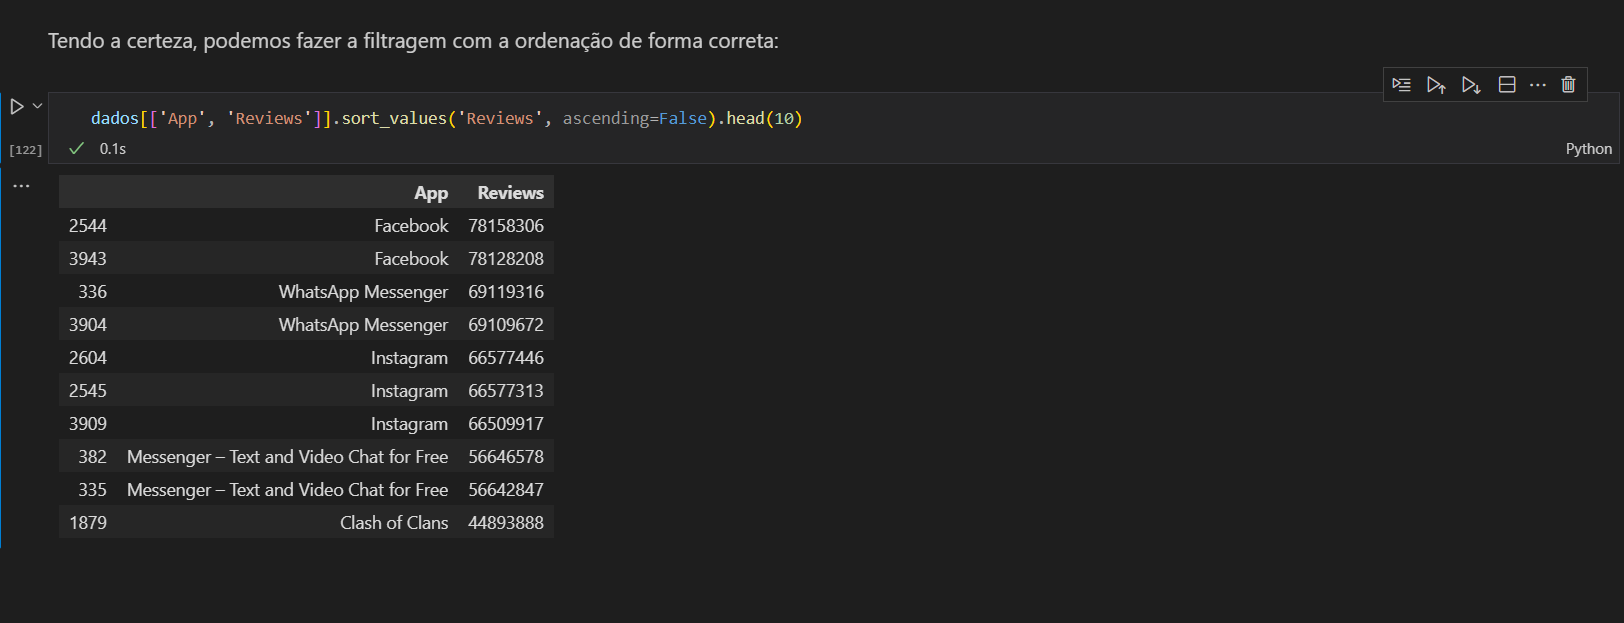 Tendo a certeza, podemos fazer a filtragem com a ordenação de forma correta:
dados[['App', 'Reviews']].sort_values('Reviews', ascending=False).head(10)
[122] 0.1s Python
App Reviews
2544 Facebook 78158306
3943 Facebook 78128208
336 WhatsApp Messenger 69119316
3904 WhatsApp Messenger 69109672
2604 Instagram 66577446
2545 Instagram 66577313
3909 Instagram 66509917
382 Messenger – Text and Video Chat for Free 56646578
335 Messenger – Text and Video Chat for Free 56642847
1879 Clash of Clans 44893888